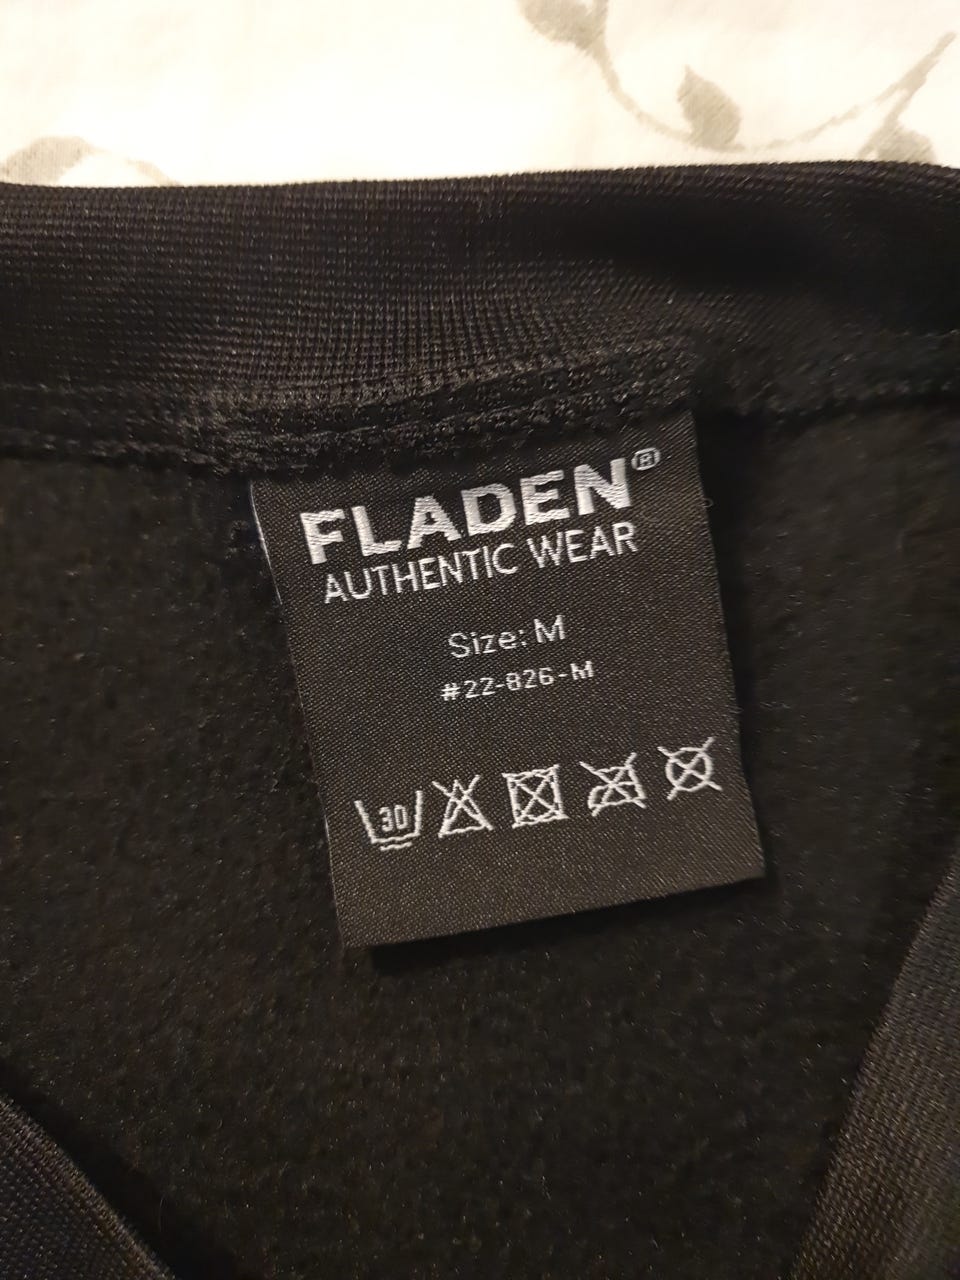 FLADEN®
AUTHENTIC WEAR
Size: M
#22-826-M
30